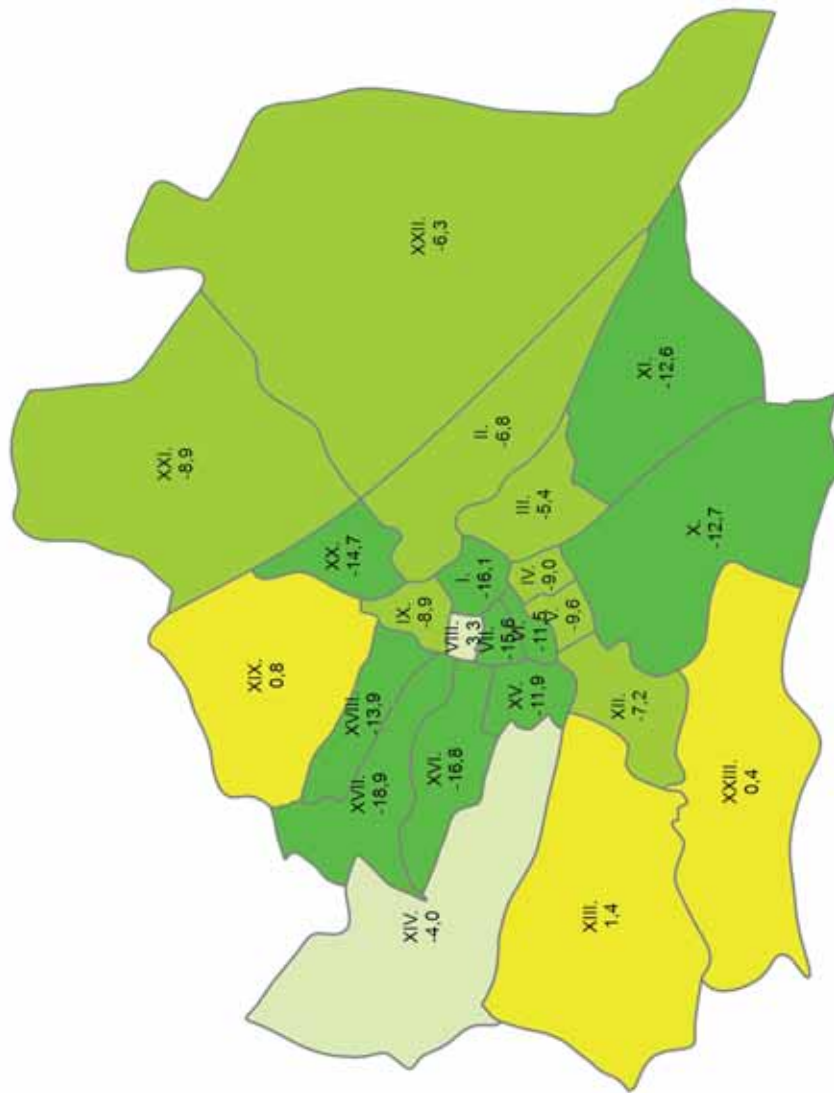 XXI.
-8,9
XIX.
0,8
XX.
-14,7
XVII.
-18,9
XVIII.
-13,9
IX.
-8,9
XIV.
-4,0
XXII.
-6,3
XVI.
-16,8
VIII.
3,3
I.
-16,1
II.
-6,8
VII.
-15,6
XV.
-11,9
VI.
-11,5
III.
-5,4
IV.
-9,0
V.
-9,6
XIII.
1,4
XII.
-7,2
XI.
-12,6
X.
-12,7
XXIII.
0,4